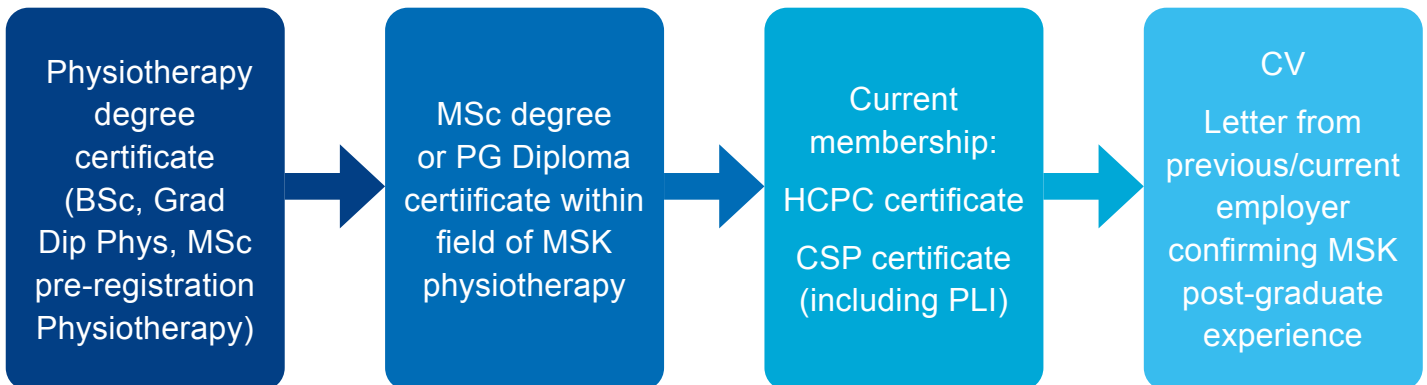 Physiotherapy
degree
certificate
(BSc, Grad
Dip Phys, MSc
pre-registration
Physiotherapy)
MSc degree
or PG Diploma
certiificate within
field of MSK
physiotherapy
Current
membership:
HCPC certificate
CSP certificate
(including PLI)
CV
Letter from
previous/current
employer
confirming MSK
post-graduate
experience